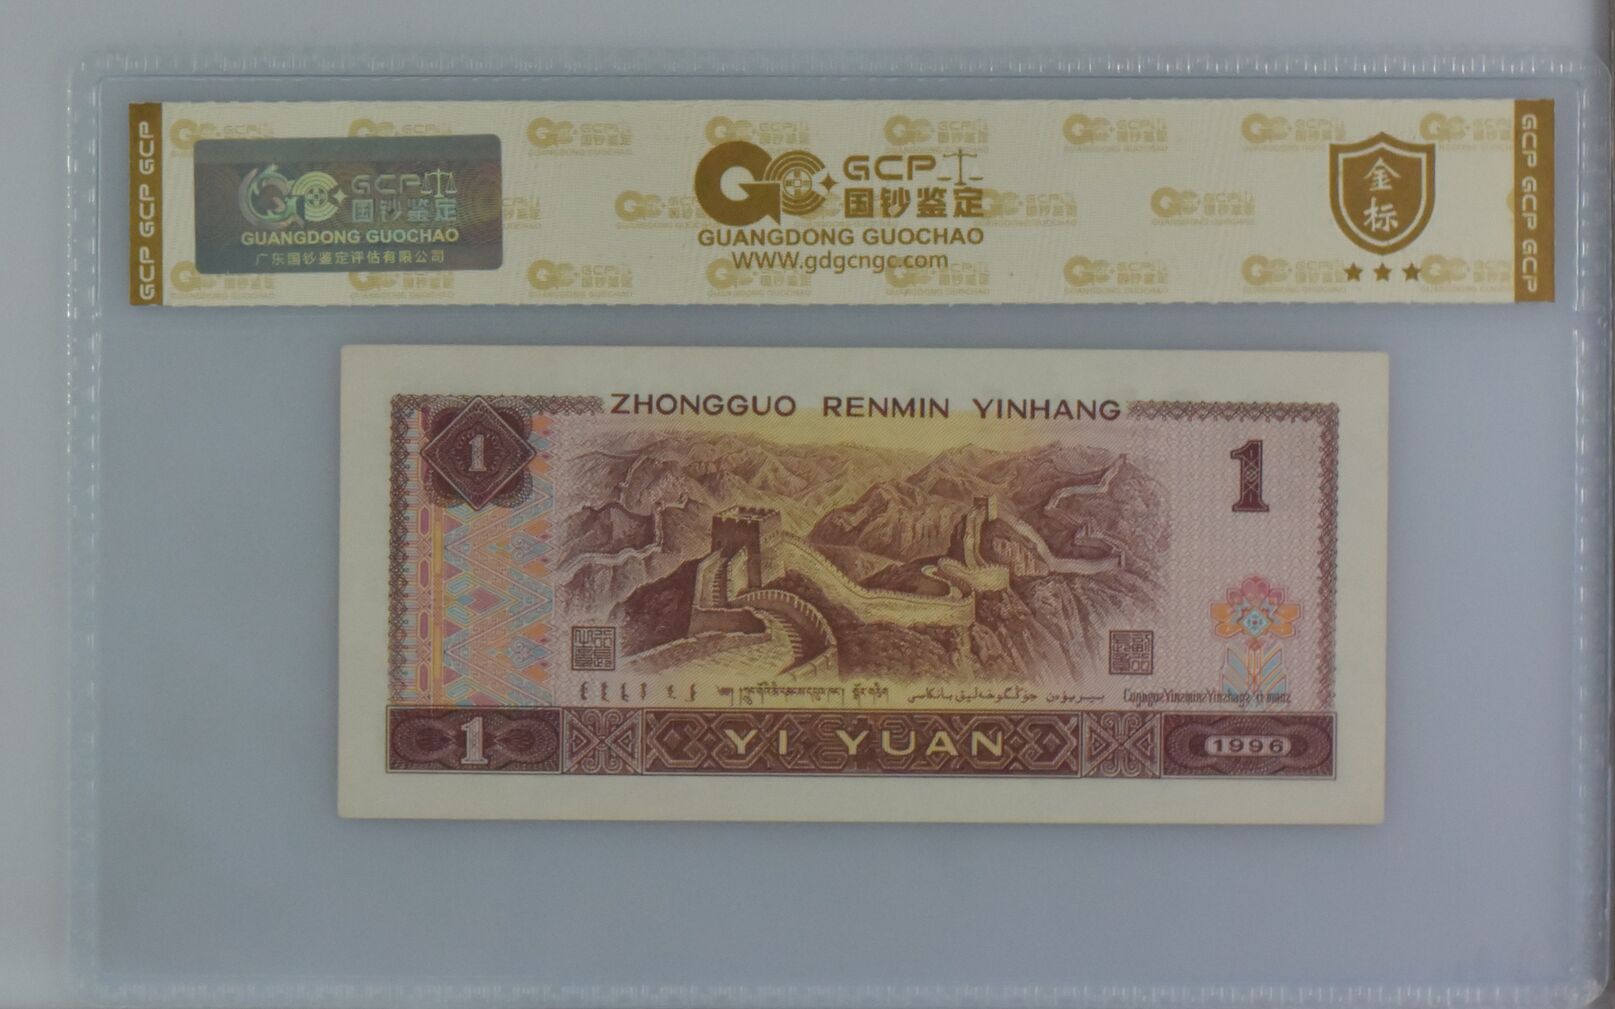 GCP GCP GCP
GCP
国钞鉴定
GUANGDONG GUOCHAO
广东国钞鉴定评估有限公司
GCP
国钞鉴定
GUANGDONG GUOCHAO
www.gdgcngc.com
金标
GCP GCP GCP
ZHONGGUO RENMIN YINHANG
1
1
1
YI YUAN
1996